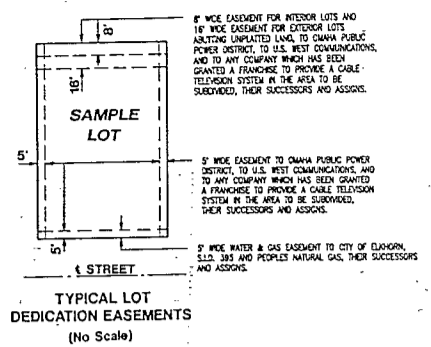 8'
8' WIDE EASEMENT FOR INTERIOR LOTS AND
16' WIDE EASEMENT FOR EXTERIOR LOTS
ABUTTING UNPLATTED LAND, TO OMAHA PUBLIC
POWER DISTRICT, TO U.S. WEST COMMUNICATIONS,
AND TO ANY COMPANY WHICH HAS BEEN
GRANTED A FRANCHISE TO PROVIDE A CABLE
TELEVISION SYSTEM IN THE AREA TO BE
SUBDIVIDED, THEIR SUCCESSORS AND ASSIGNS.
16'
SAMPLE
LOT
5'
5' WIDE EASEMENT TO OMAHA PUBLIC POWER
DISTRICT, TO U.S. WEST COMMUNICATIONS, AND
TO ANY COMPANY WHICH HAS BEEN GRANTED
A FRANCHISE TO PROVIDE A CABLE TELEVISION
SYSTEM IN THE AREA TO BE SUBDIVIDED,
THEIR SUCCESSORS AND ASSIGNS.
5'
5' WIDE WATER & GAS EASEMENT TO CITY OF ELKHORN,
S.I.D. 395 AND PEOPLES NATURAL GAS, THEIR SUCCESSORS
AND ASSIGNS.
℄ STREET
TYPICAL LOT
DEDICATION EASEMENTS
(No Scale)